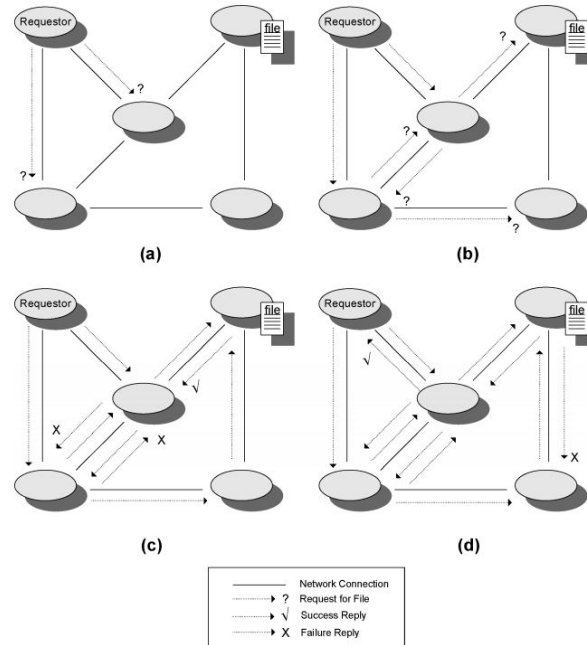 Requestor
file
?
?
(a)
Requestor
file
?
?
?
?
(b)
Requestor
file
√
X
X
(c)
Requestor
file
√
X
(d)
Network Connection
? Request for File
√ Success Reply
X Failure Reply